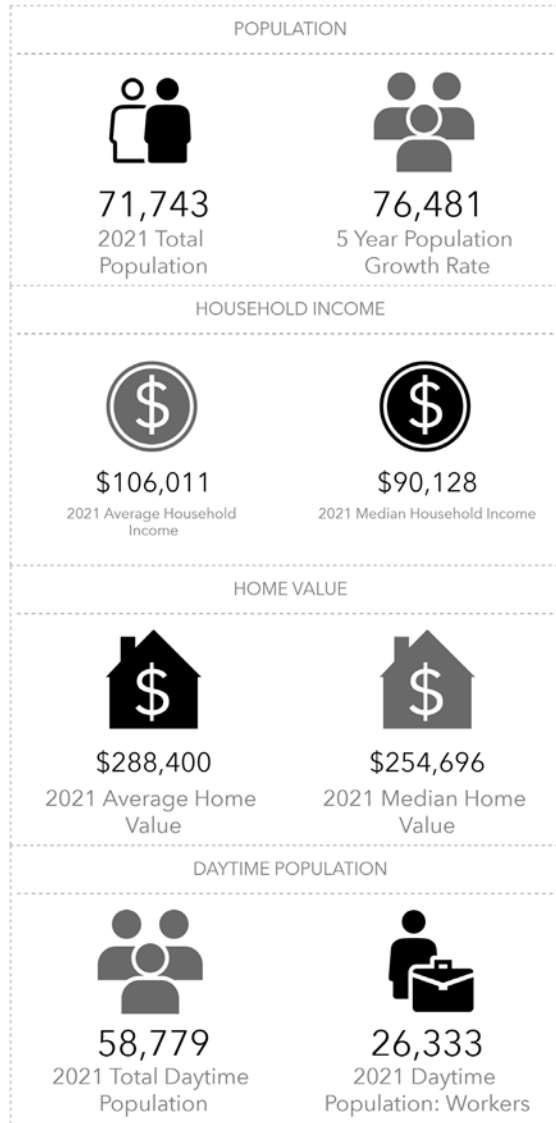 POPULATION
71,743
2021 Total
Population
76,481
5 Year Population
Growth Rate
HOUSEHOLD INCOME
$
$106,011
2021 Average Household
Income
$
$90,128
2021 Median Household Income
HOME VALUE
$
$288,400
2021 Average Home
Value
$
$254,696
2021 Median Home
Value
DAYTIME POPULATION
58,779
2021 Total Daytime
Population
26,333
2021 Daytime
Population: Workers